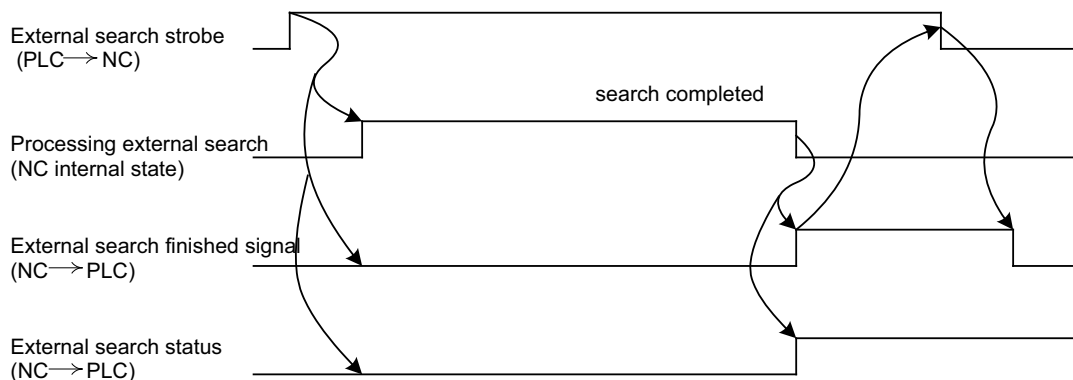 External search strobe
(PLC→NC)
search completed
Processing external search
(NC internal state)
External search finished signal
(NC→PLC)
External search status
(NC→PLC)